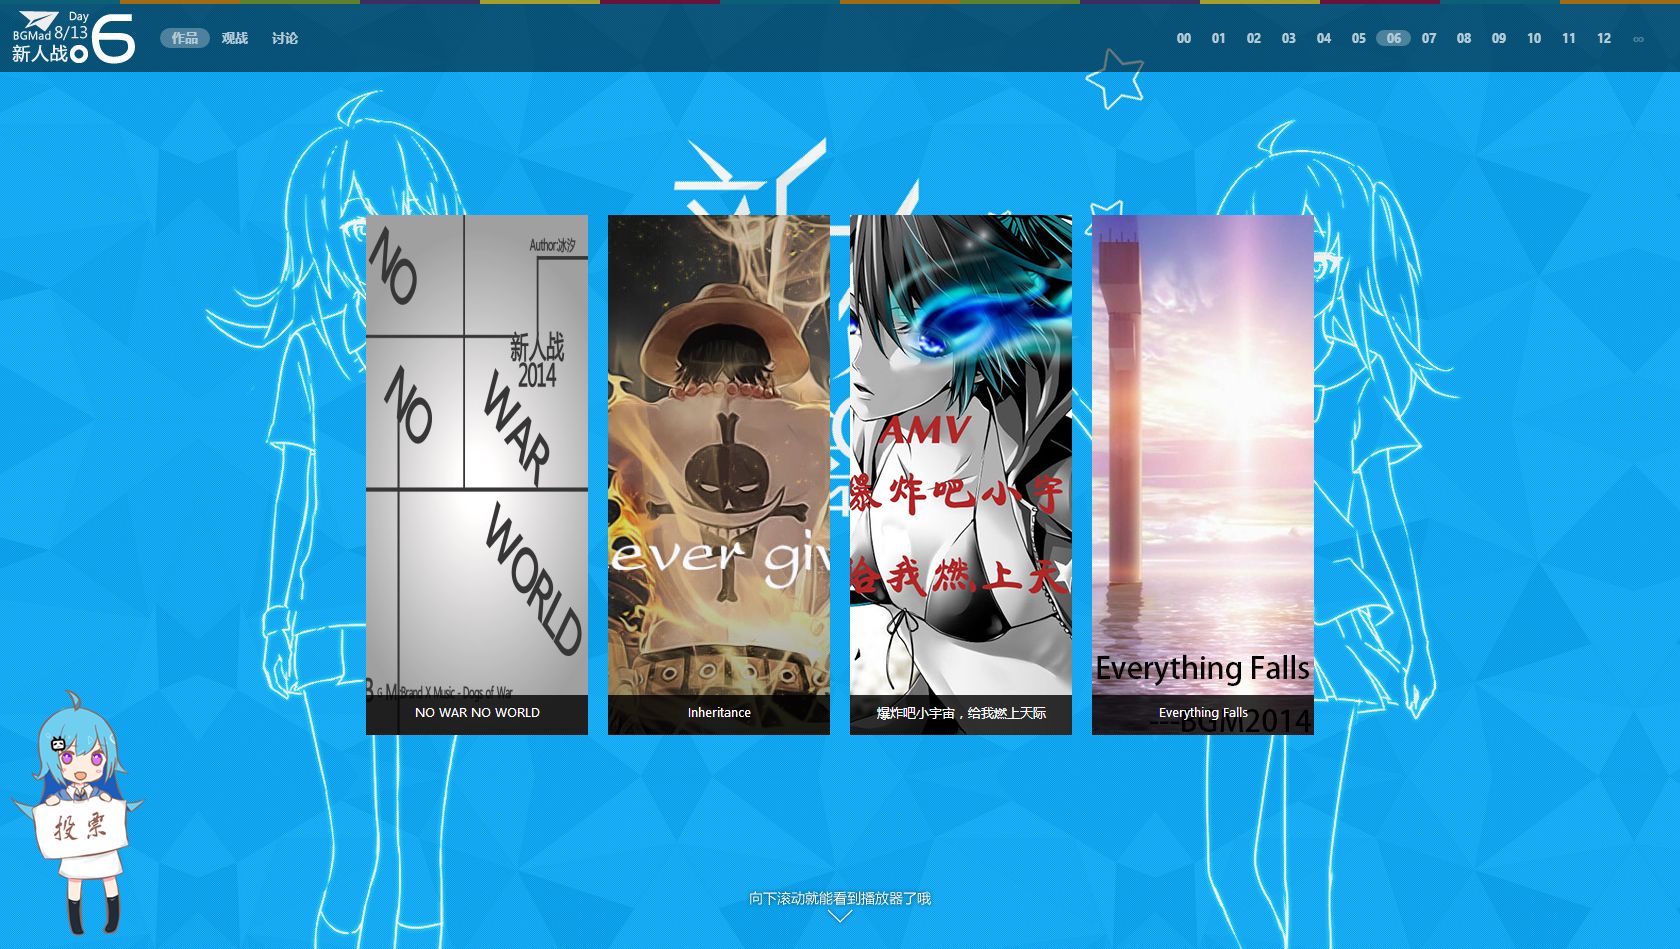 Day
BGMad 8/13
新人战
06
作品 观战 讨论
00 01 02 03 04 05 06 07 08 09 10 11 12 ∞
NO
Author:冰汐
新人战
2014
NO
WAR
WORLD
B G M:Brand X Music - Dogs of War
NO WAR NO WORLD
ever giv
Inheritance
AMV
爆炸吧小宇
给我燃上天
爆炸吧小宇宙，给我燃上天际
Everything Falls
---BGM2014
Everything Falls
投票
向下滚动就能看到播放器了哦